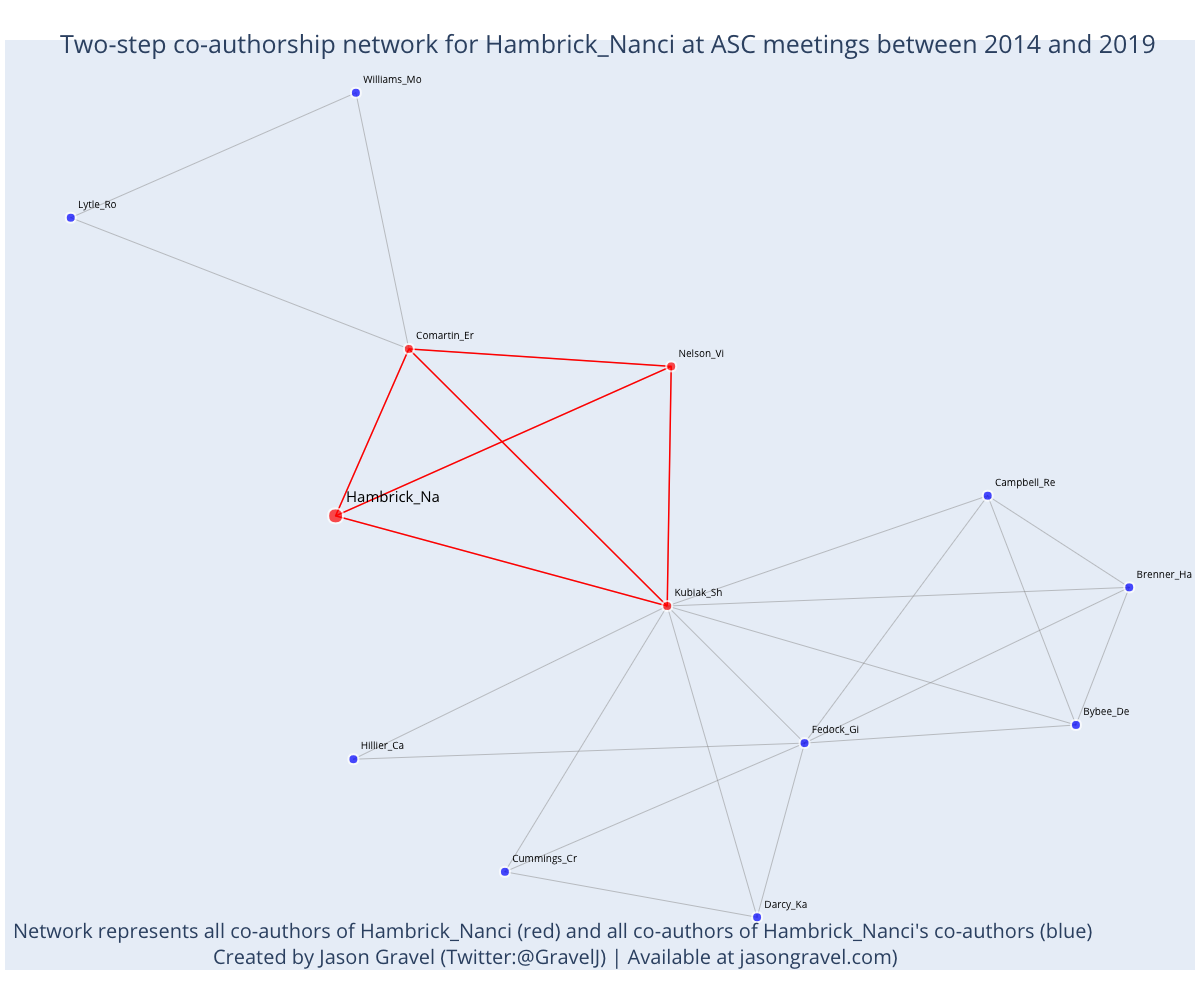 Two-step co-authorship network for Hambrick_Nanci at ASC meetings between 2014 and 2019
Williams_Mo
Lytle_Ro
Comartin_Er
Nelson_Vi
Campbell_Re
Hambrick_Na
Brenner_Ha
Kubiak_Sh
Bybee_De
Fedock_Gi
Hillier_Ca
Cummings_Cr
Darcy_Ka
Network represents all co-authors of Hambrick_Nanci (red) and all co-authors of Hambrick_Nanci's co-authors (blue)
Created by Jason Gravel (Twitter:@GravelJ) | Available at jasongravel.com)